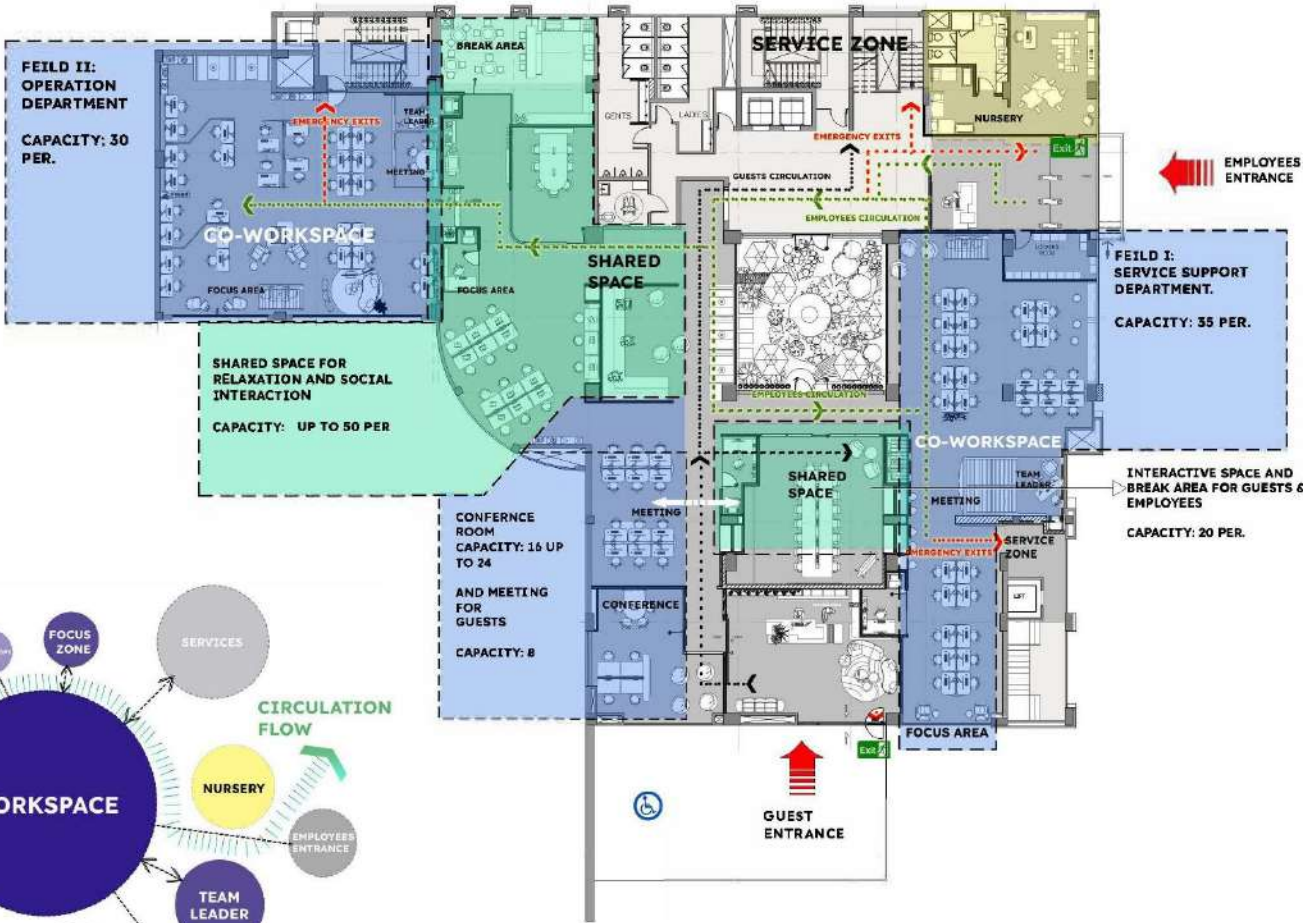 FEILD II:
OPERATION
DEPARTMENT
CAPACITY: 30
PER.
BREAK AREA
SERVICE ZONE
NURSERY
TEAM
LEADER
EMERGENCY EXITS
GENTS
LADIES
EMERGENCY EXITS
Exit
MEETING
GUESTS CIRCULATION
EMPLOYEES
ENTRANCE
EMPLOYEES CIRCULATION
CO-WORKSPACE
FOCUS AREA
FOCUS AREA
SHARED
SPACE
FEILD I:
SERVICE SUPPORT
DEPARTMENT.
CAPACITY: 35 PER.
SHARED SPACE FOR
RELAXATION AND SOCIAL
INTERACTION
CAPACITY: UP TO 50 PER
EMPLOYEES CIRCULATION
CO-WORKSPACE
SHARED
SPACE
TEAM
LEADER
MEETING
INTERACTIVE SPACE AND
BREAK AREA FOR GUESTS &
EMPLOYEES
CAPACITY: 20 PER.
CONFERNCE
ROOM
CAPACITY: 16 UP
TO 24
AND MEETING
FOR
GUESTS
CAPACITY: 8
MEETING
EMERGENCY EXITS
SERVICE
ZONE
LIFT
CONFERENCE
FOCUS AREA
Exit
GUEST
ENTRANCE
FOCUS
ZONE
SERVICES
CIRCULATION
FLOW
NURSERY
ORKSPACE
EMPLOYEES
ENTRANCE
TEAM
LEADER